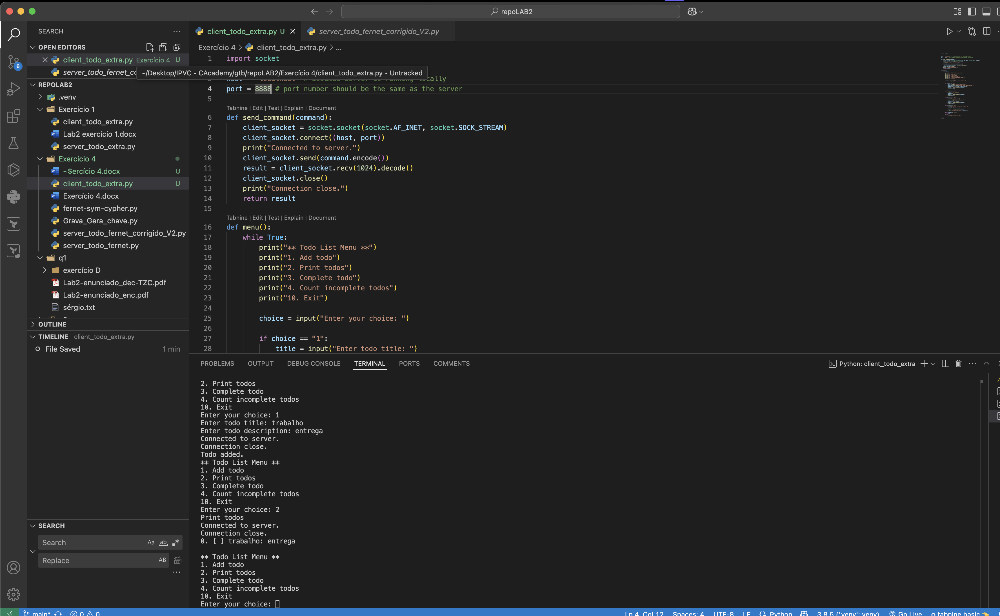 repoLAB2
SEARCH
OPEN EDITORS
client_todo_extra.py Exercício 4 U
server_todo_fernet_co
REPOLAB2
.venv
Exercicio 1
client_todo_extra.py
Lab2 exercício 1.docx
server_todo_extra.py
Exercício 4
~$ercício 4.docx U
client_todo_extra.py U
Exercício 4.docx
fernet-sym-cypher.py
Grava_Gera_chave.py
server_todo_fernet_corrigido_V2.py
server_todo_fernet.py
q1
exercício D
Lab2-enunciado_dec-TZC.pdf
Lab2-enunciado_enc.pdf
sérgio.txt
OUTLINE
TIMELINE client_todo_extra.py
File Saved 1 min
SEARCH
Search Aa ab
Replace AB
6
client_todo_extra.py U
server_todo_fernet_corrigido_V2.py
Exercício 4 > client_todo_extra.py > ...
~/Desktop/IPVC - CAcademy/gtb/repoLAB2/Exercício 4/client_todo_extra.py • Untracked
1 import socket
locally
4 port = 8888 # port number should be the same as the server
5
Tabnine | Edit | Test | Explain | Document
6 def send_command(command):
7 client_socket = socket.socket(socket.AF_INET, socket.SOCK_STREAM)
8 client_socket.connect((host, port))
9 print("Connected to server.")
10 client_socket.send(command.encode())
11 result = client_socket.recv(1024).decode()
12 client_socket.close()
13 print("Connection close.")
14 return result
15
Tabnine | Edit | Test | Explain | Document
16 def menu():
17 while True:
18 print("** Todo List Menu **")
19 print("1. Add todo")
20 print("2. Print todos")
21 print("3. Complete todo")
22 print("4. Count incomplete todos")
23 print("10. Exit")
24
25 choice = input("Enter your choice: ")
26
27 if choice == "1":
28 title = input("Enter todo title: ")
PROBLEMS OUTPUT DEBUG CONSOLE TERMINAL PORTS COMMENTS
Python: client_todo_extra
2. Print todos
3. Complete todo
4. Count incomplete todos
10. Exit
Enter your choice: 1
Enter todo title: trabalho
Enter todo description: entrega
Connected to server.
Connection close.
Todo added.
** Todo List Menu **
1. Add todo
2. Print todos
3. Complete todo
4. Count incomplete todos
10. Exit
Enter your choice: 2
Print todos
Connected to server.
Connection close.
0. [ ] trabalho: entrega
** Todo List Menu **
1. Add todo
2. Print todos
3. Complete todo
4. Count incomplete todos
10. Exit
Enter your choice:
main* 0 0 Ln 4, Col 12 Spaces: 4 UTF-8 LF Python 3.8.5 ('.venv': venv) Go Live tabnine basic